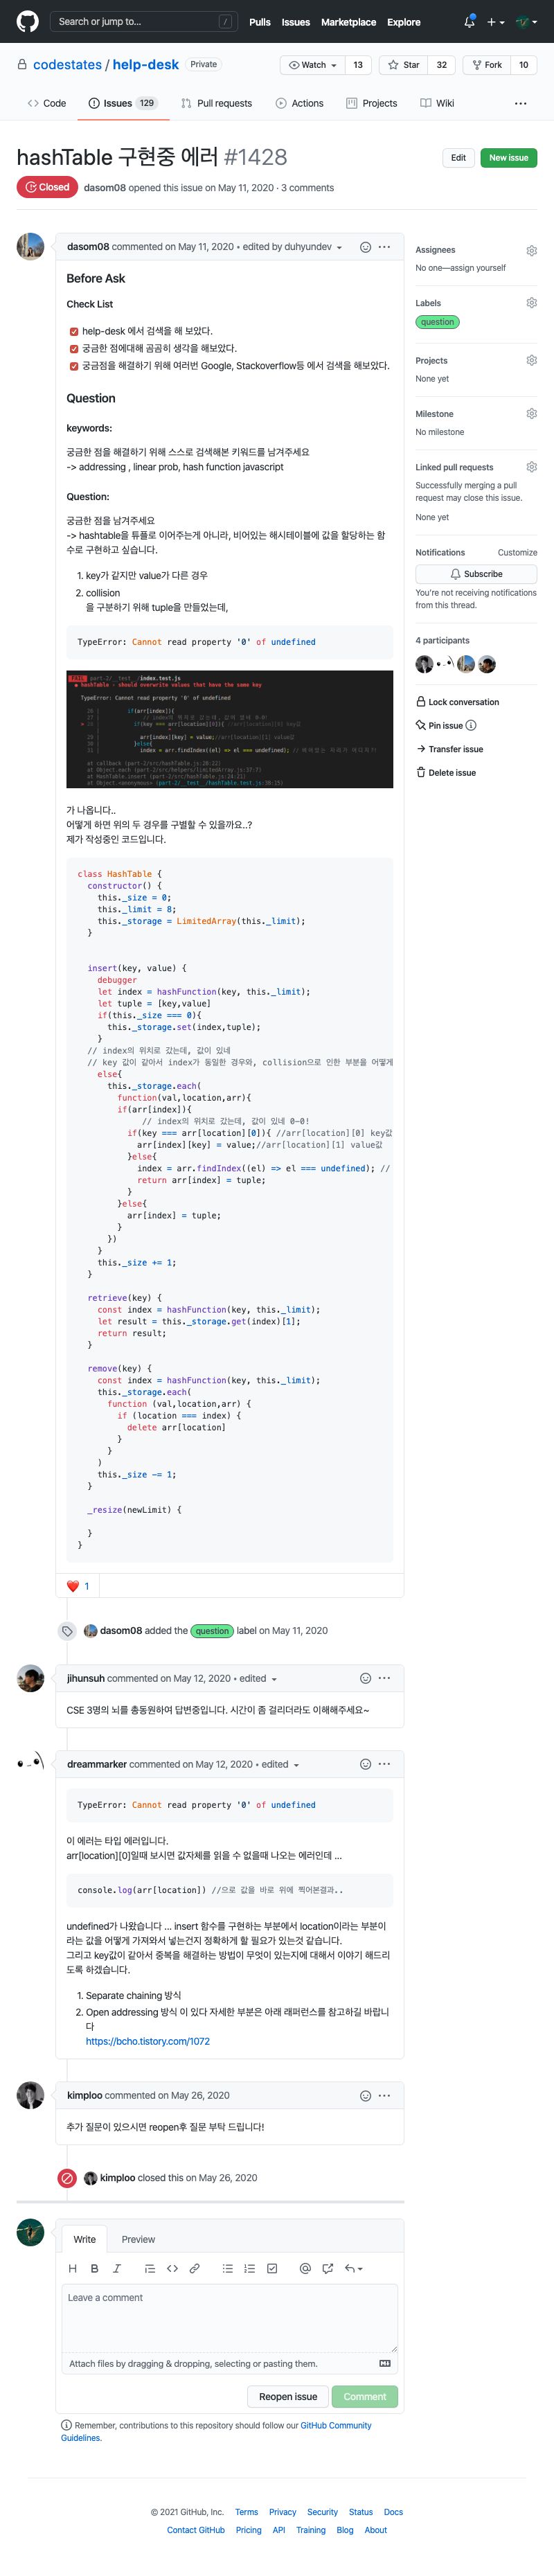 Search or jump to...
/
Pulls Issues Marketplace Explore
codestates / help-desk Private
Watch 13 Star 32 Fork 10
Code Issues 129 Pull requests Actions Projects Wiki ...
hashTable 구현중 에러 #1428
Edit New issue
Closed dasom08 opened this issue on May 11, 2020 · 3 comments
dasom08 commented on May 11, 2020 • edited by duhyundev
Before Ask
Check List
help-desk 에서 검색을 해 보았다.
궁금한 점에대해 곰곰히 생각을 해보았다.
궁금점을 해결하기 위해 여러번 Google, Stackoverflow등 에서 검색을 해보았다.
Question
keywords:
궁금한 점을 해결하기 위해 스스로 검색해본 키워드를 남겨주세요
-> addressing , linear prob, hash function javascript
Question:
궁금한 점을 남겨주세요
-> hashtable을 튜플로 이어주는게 아니라, 비어있는 해시테이블에 값을 할당하는 함
수로 구현하고 싶습니다.
1. key가 같지만 value가 다른 경우
2. collision
을 구분하기 위해 tuple을 만들었는데,
TypeError: Cannot read property '0' of undefined
FAIL part-2/__test__/index.test.js
● hashTable › should overwrite values that have the same key
TypeError: Cannot read property '0' of undefined
가 나옵니다..
어떻게 하면 위의 두 경우를 구별할 수 있을까요..?
제가 작성중인 코드입니다.
class HashTable {
constructor() {
this._size = 0;
this._limit = 8;
this._storage = LimitedArray(this._limit);
}
insert(key, value) {
debugger
let index = hashFunction(key, this._limit);
let tuple = [key,value]
if(this._size === 0){
this._storage.set(index,tuple);
}
// index의 위치로 갔는데, 값이 있네
// key 값이 같아서 index가 동일한 경우와, collision으로 인한 부분을 어떻게
else{
this._storage.each(
function(val,location,arr){
if(arr[index]){
// index의 위치로 갔는데, 값이 있네 0-0!
if(key === arr[location][0]){ //arr[location][0] key값
arr[index][key] = value;//arr[location][1] value값
}else{
index = arr.findIndex((el) => el === undefined); //
return arr[index] = tuple;
}
}else{
arr[index] = tuple;
}
})
}
this._size += 1;
}
retrieve(key) {
const index = hashFunction(key, this._limit);
let result = this._storage.get(index)[1];
return result;
}
remove(key) {
const index = hashFunction(key, this._limit);
this._storage.each(
function (val,location,arr) {
if (location === index) {
delete arr[location]
}
}
)
this._size -= 1;
}
_resize(newLimit) {
}
}
1
dasom08 added the question label on May 11, 2020
jihunsuh commented on May 12, 2020 • edited
CSE 3명의 뇌를 총동원하여 답변중입니다. 시간이 좀 걸리더라도 이해해주세요~
dreammarker commented on May 12, 2020 • edited
TypeError: Cannot read property '0' of undefined
이 에러는 타입 에러입니다.
arr[location][0]일때 보시면 값자체를 읽을 수 없을때 나오는 에러인데 ...
console.log(arr[location]) //으로 값을 바로 위에 찍어본결과..
undefined가 나왔습니다 ... insert 함수를 구현하는 부분에서 location이라는 부분이
라는 값을 어떻게 가져와서 넣는건지 정확하게 할 필요가 있는것 같습니다.
그리고 key값이 같아서 중복을 해결하는 방법이 무엇이 있는지에 대해서 이야기 해드리
도록 하겠습니다.
1. Separate chaining 방식
2. Open addressing 방식 이 있다 자세한 부분은 아래 래퍼런스를 참고하길 바랍니
다
https://bcho.tistory.com/1072
kimploo commented on May 26, 2020
추가 질문이 있으시면 reopen후 질문 부탁 드립니다!
kimploo closed this on May 26, 2020
Write Preview
Leave a comment
Attach files by dragging & dropping, selecting or pasting them.
Reopen issue Comment
Remember, contributions to this repository should follow our GitHub Community
Guidelines.
Assignees
No one—assign yourself
Labels
question
Projects
None yet
Milestone
No milestone
Linked pull requests
Successfully merging a pull
request may close this issue.
None yet
Notifications Customize
Subscribe
You're not receiving notifications
from this thread.
4 participants
Lock conversation
Pin issue
Transfer issue
Delete issue
© 2021 GitHub, Inc. Terms Privacy Security Status Docs
Contact GitHub Pricing API Training Blog About